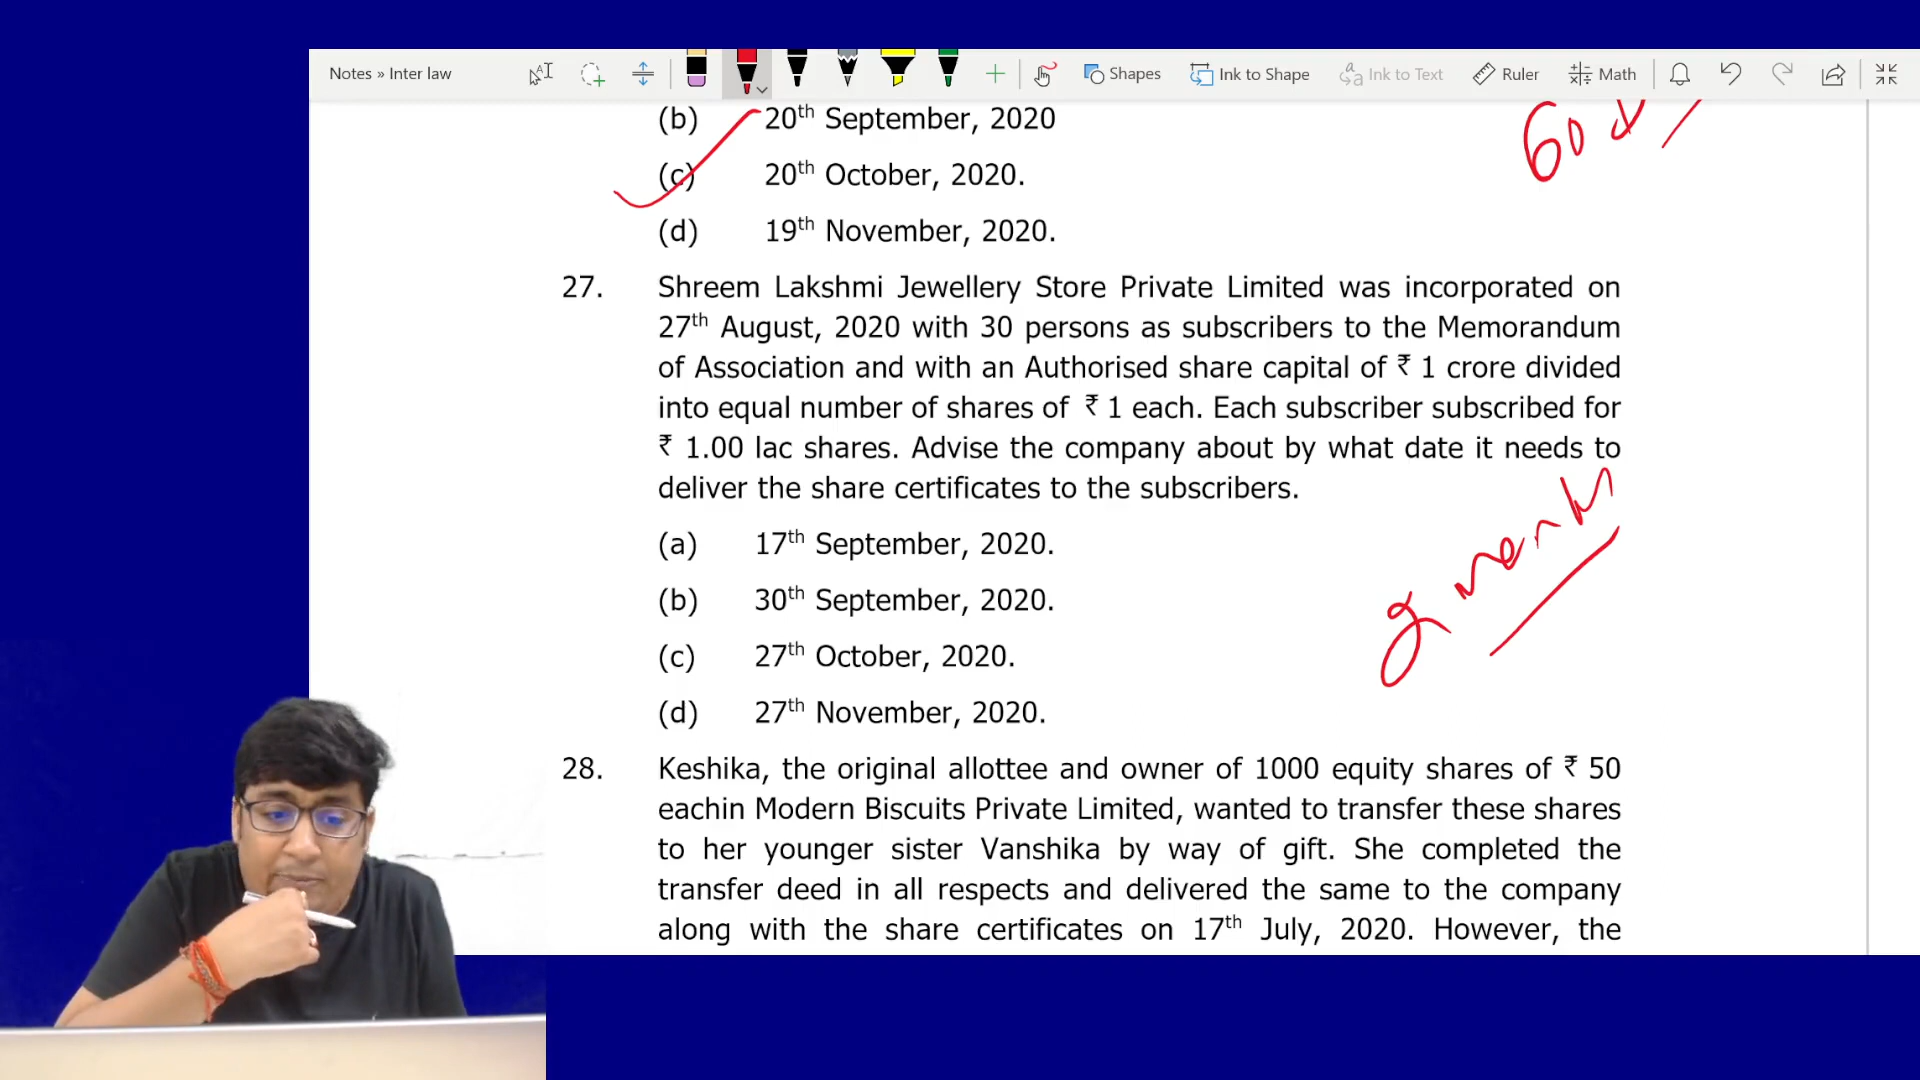 Notes » Inter law
Shapes
Ink to Shape
Ink to Text
Ruler
Math
(b) 20th September, 2020
60 d
(c) 20th October, 2020.
(d) 19th November, 2020.
27. Shreem Lakshmi Jewellery Store Private Limited was incorporated on
27th August, 2020 with 30 persons as subscribers to the Memorandum
of Association and with an Authorised share capital of ₹ 1 crore divided
into equal number of shares of ₹ 1 each. Each subscriber subscribed for
₹ 1.00 lac shares. Advise the company about by what date it needs to
deliver the share certificates to the subscribers.
(a) 17th September, 2020.
(b) 30th September, 2020.
(c) 27th October, 2020.
(d) 27th November, 2020.
28. Keshika, the original allottee and owner of 1000 equity shares of ₹ 50
eachin Modern Biscuits Private Limited, wanted to transfer these shares
to her younger sister Vanshika by way of gift. She completed the
transfer deed in all respects and delivered the same to the company
along with the share certificates on 17th July, 2020. However, the